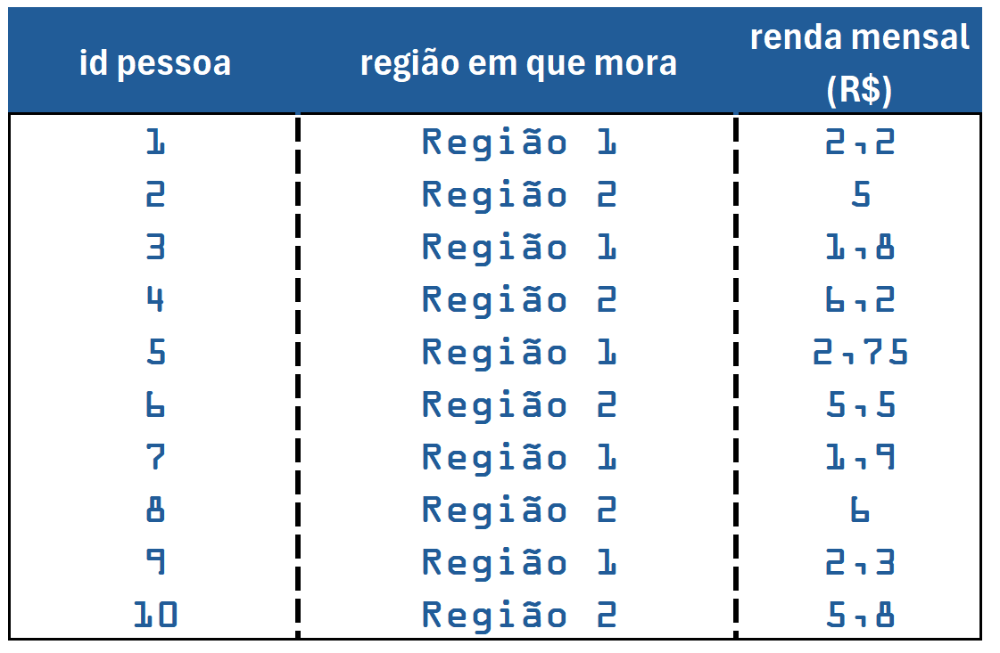 id pessoa região em que mora renda mensal (R$)
1 Região 1 2,2
2 Região 2 5
3 Região 1 1,8
4 Região 2 6,2
5 Região 1 2,75
6 Região 2 5,5
7 Região 1 1,9
8 Região 2 6
9 Região 1 2,3
10 Região 2 5,8